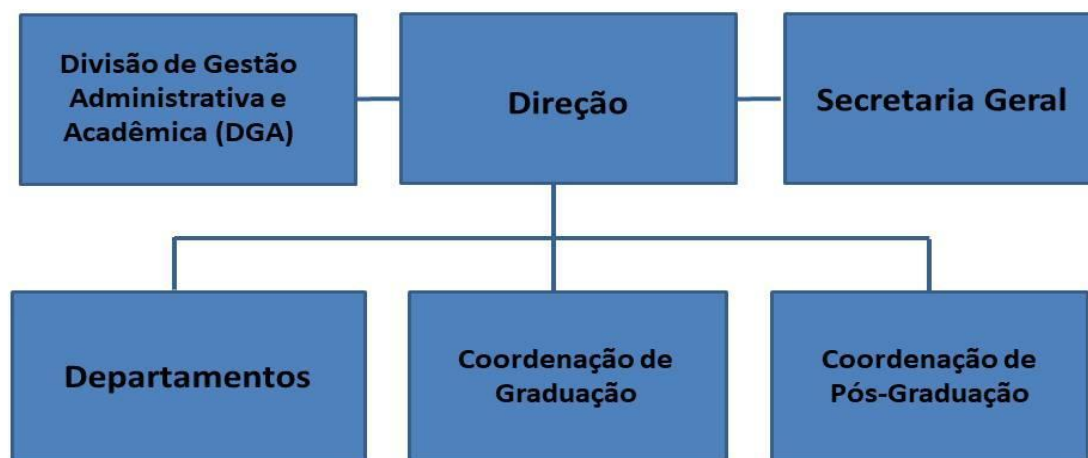 Divisão de Gestão
Administrativa e
Acadêmica (DGA)
Direção
Secretaria Geral
Departamentos
Coordenação de
Graduação
Coordenação de
Pós-Graduação